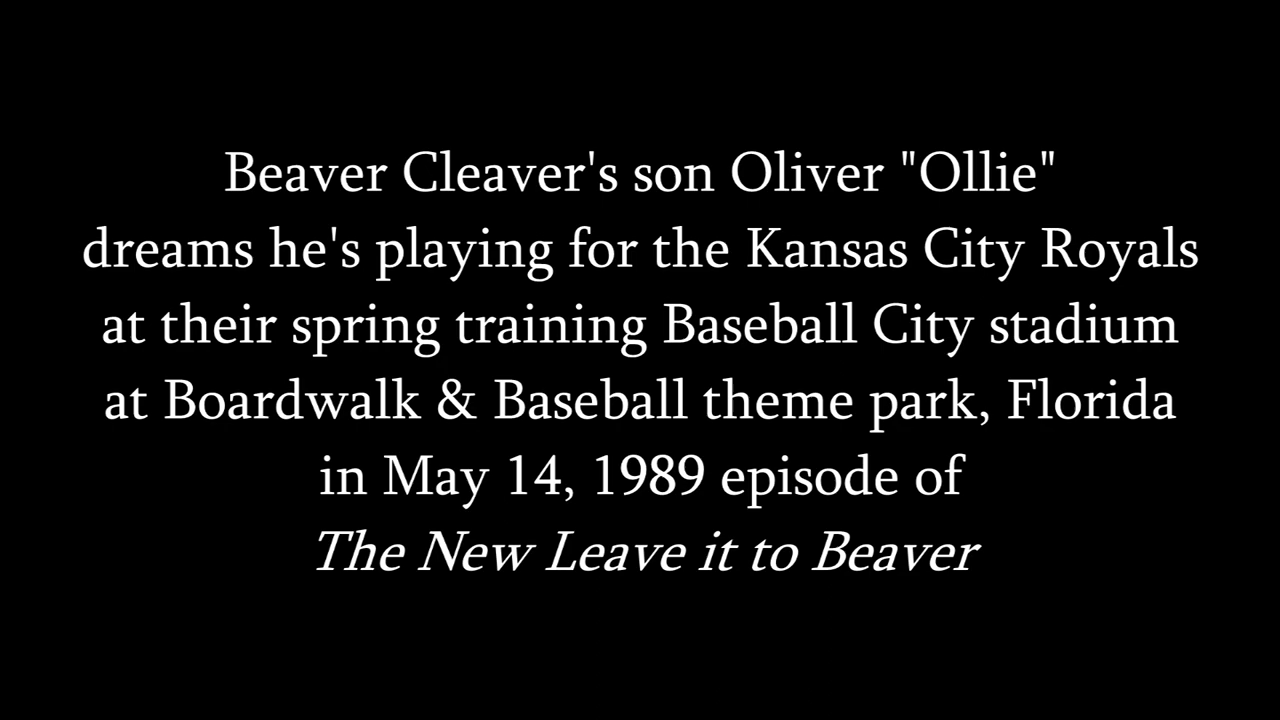 Beaver Cleaver's son Oliver "Ollie"
dreams he's playing for the Kansas City Royals
at their spring training Baseball City stadium
at Boardwalk & Baseball theme park, Florida
in May 14, 1989 episode of
The New Leave it to Beaver